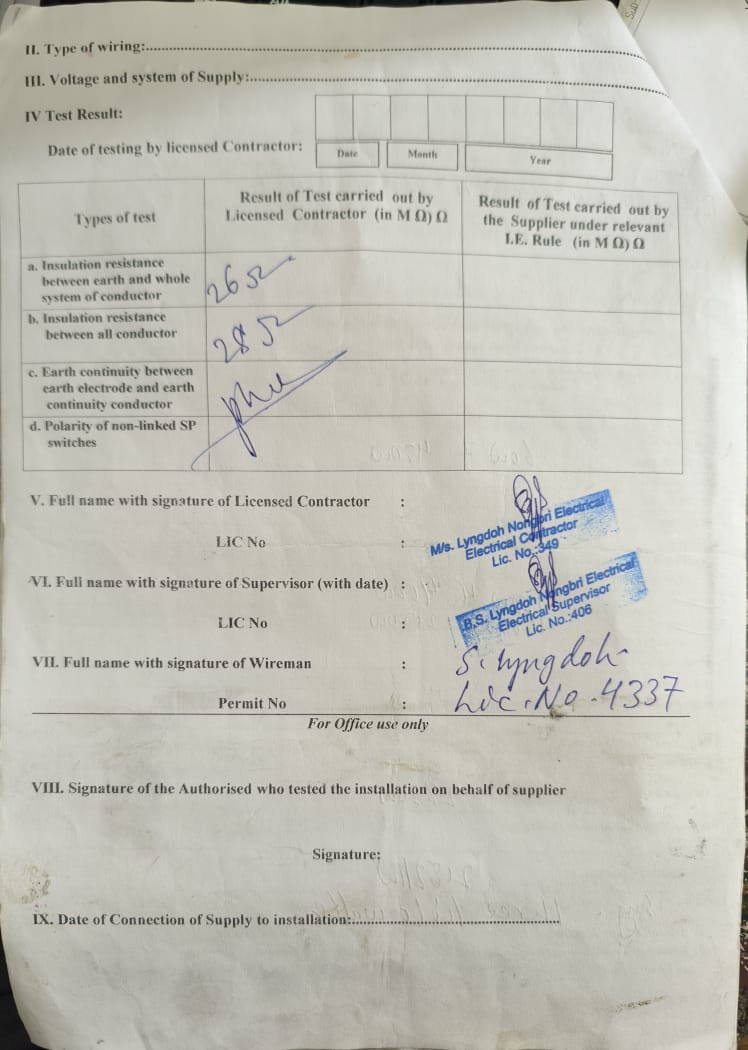 II. Type of wiring:..........
III. Voltage and system of Supply:..........
IV Test Result:
Date of testing by licensed Contractor:
Date Month Year
Types of test
Result of Test carried out by
Licensed Contractor (in M Ω) Ω
Result of Test carried out by
the Supplier under relevant
I.E. Rule (in M Ω) Ω
a. Insulation resistance
between earth and whole
system of conductor
26 Ω
b. Insulation resistance
between all conductor
28 Ω
c. Earth continuity between
earth electrode and earth
continuity conductor
d. Polarity of non-linked SP
switches
V. Full name with signature of Licensed Contractor :
M/s. Lyngdoh Nongbri Electrical
Electrical Contractor
Lic. No.:349
LIC No :
VI. Full name with signature of Supervisor (with date) :
B.S. Lyngdoh Nongbri Electrical
Electrical Supervisor
Lic. No.:406
LIC No :
VII. Full name with signature of Wireman : S. Lyngdoh
Permit No : Lic. No. 4337
For Office use only
VIII. Signature of the Authorised who tested the installation on behalf of supplier
Signature:
IX. Date of Connection of Supply to installation:..........